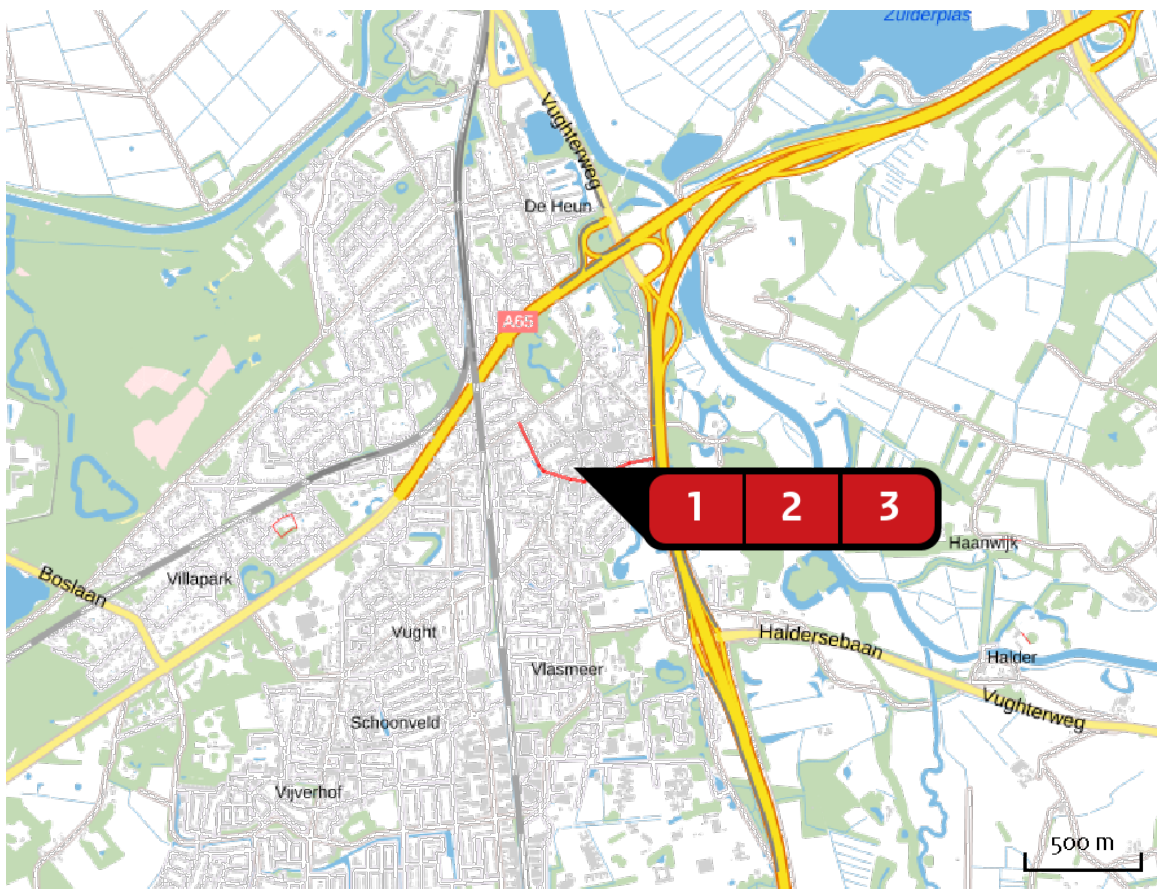 Zuiderplas
Vughterweg
De Heun
A65
1 2 3
Haanwijk
Boslaan
Villapark
Vught
Haldersebaan
Halder
Vlasmeer
Vughterweg
Schoonveld
Vijverhof
500 m